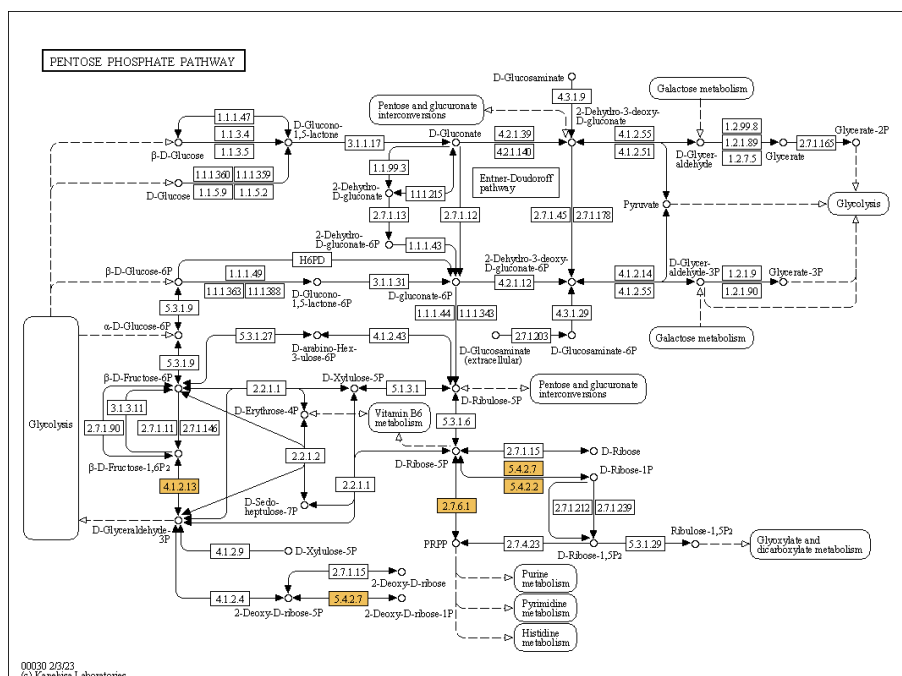 PENTOSE PHOSPHATE PATHWAY
D-Glucosaminate
4.3.1.9
Galactose metabolism
Pentose and glucuronate
interconversions
2-Dehydro-3-deoxy-
D-gluconate
1.1.1.47
1.1.3.4
1.1.3.5
β-D-Glucose
D-Glucono-
1,5-lactone
3.1.1.17
D-Gluconate
4.2.1.39
4.2.1.140
4.1.2.55
4.1.2.51
D-Glycer-
aldehyde
1.2.99.8
1.2.1.89
1.2.7.5
Glycerate
2.7.1.165
Glycerate-2P
1.1.1.360
1.1.1.359
1.1.5.9
1.1.5.2
D-Glucose
1.1.99.3
2-Dehydro-
D-gluconate
1.1.1.215
Entner-Doudoroff
pathway
Pyruvate
Glycolysis
2.7.1.13
2.7.1.12
2.7.1.45
2.7.1.178
2-Dehydro-
D-gluconate-6P
1.1.1.43
H6PD
β-D-Glucose-6P
1.1.1.49
1.1.1.363
1.1.1.388
D-Glucono-
1,5-lactone-6P
3.1.1.31
D-gluconate-6P
2-Dehydro-3-deoxy-
D-gluconate-6P
4.2.1.12
4.1.2.14
4.1.2.55
D-Glycer-
aldehyde-3P
1.2.1.9
1.2.1.90
Glycerate-3P
5.3.1.9
α-D-Glucose-6P
1.1.1.44
1.1.1.343
4.3.1.29
2.7.1.203
D-Glucosaminate
(extracellular)
D-Glucosaminate-6P
Galactose metabolism
5.3.1.27
D-arabino-Hex-
3-ulose-6P
4.1.2.43
5.3.1.9
β-D-Fructose-6P
2.2.1.1
D-Xylulose-5P
5.1.3.1
D-Ribulose-5P
Pentose and glucuronate
interconversions
Glycolysis
3.1.3.11
2.7.1.90
2.7.1.11
2.7.1.146
D-Erythrose-4P
Vitamin B6
metabolism
5.3.1.6
β-D-Fructose-1,6P2
2.2.1.2
D-Ribose-5P
2.7.1.15
D-Ribose
4.1.2.13
2.2.1.1
5.4.2.7
5.4.2.2
D-Ribose-1P
D-Sedo-
heptulose-7P
2.7.6.1
2.7.1.212
2.7.1.239
D-Glyceraldehyde-
3P
4.1.2.9
D-Xylulose-5P
PRPP
2.7.4.23
D-Ribose-1,5P2
5.3.1.29
Ribulose-1,5P2
Glyoxylate and
dicarboxylate metabolism
2.7.1.15
2-Deoxy-D-ribose
4.1.2.4
2-Deoxy-D-ribose-5P
5.4.2.7
2-Deoxy-D-ribose-1P
Purine
metabolism
Pyrimidine
metabolism
Histidine
metabolism
00030 2/3/23
(c) Kanehisa Laboratories